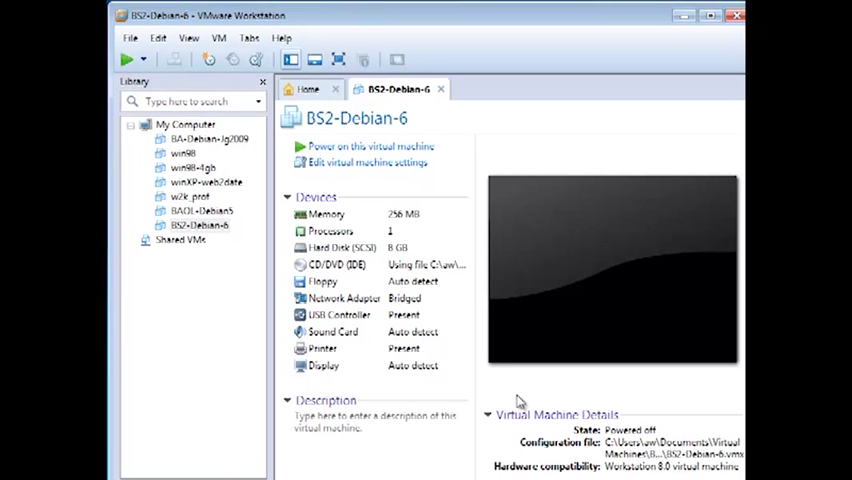 BS2-Debian-6 - VMware Workstation
File Edit View VM Tabs Help
Library
Type here to search
My Computer
BA-Debian-Jg2009
win98
win98-4gb
winXP-web2date
w2k_prof
BAOL-Debian5
BS2-Debian-6
Shared VMs
Home
BS2-Debian-6
BS2-Debian-6
Power on this virtual machine
Edit virtual machine settings
Devices
Memory 256 MB
Processors 1
Hard Disk (SCSI) 8 GB
CD/DVD (IDE) Using file C:\aw\...
Floppy Auto detect
Network Adapter Bridged
USB Controller Present
Sound Card Auto detect
Printer Present
Display Auto detect
Description
Type here to enter a description of this
virtual machine.
Virtual Machine Details
State: Powered off
Configuration file: C:\Users\aw\Documents\Virtual
Machines\B...\BS2-Debian-6.vmx
Hardware compatibility: Workstation 8.0 virtual machine